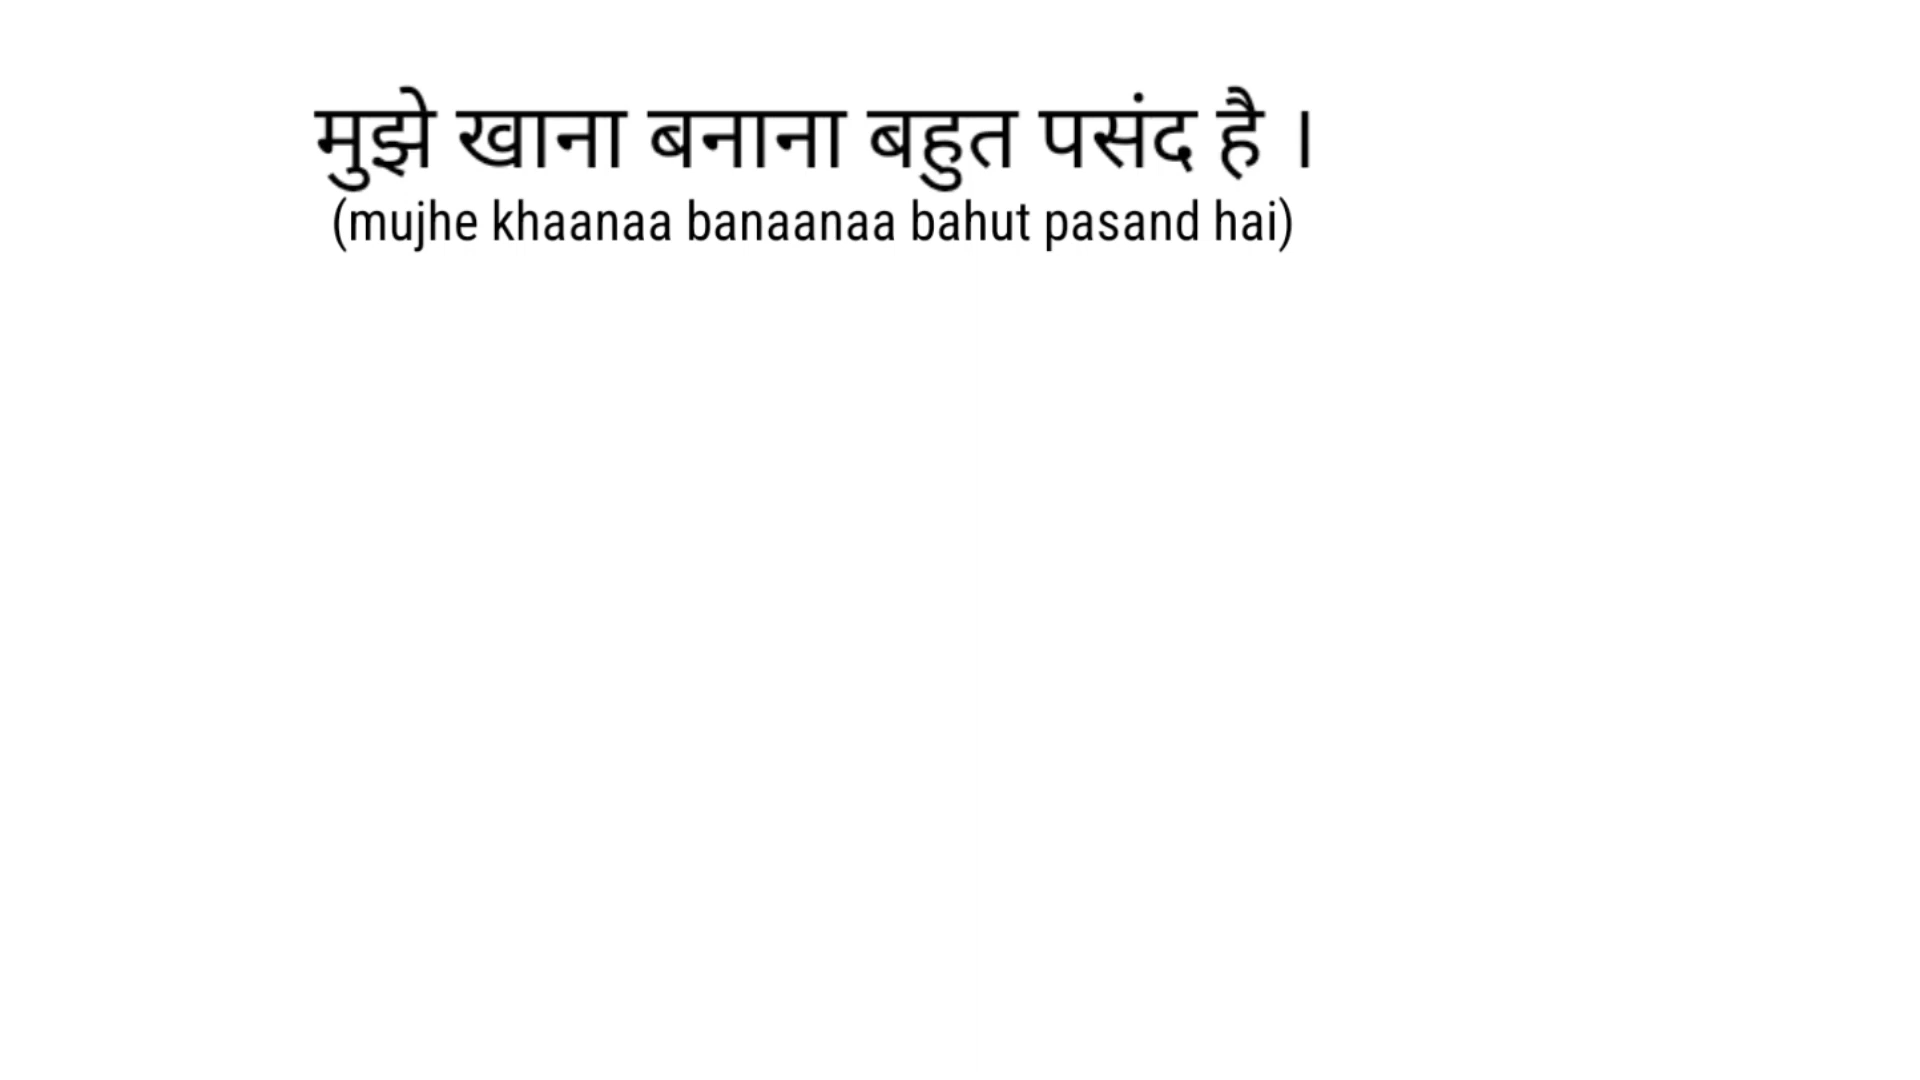 मुझे खाना बनाना बहुत पसंद है ।
(mujhe khaanaa banaanaa bahut pasand hai)